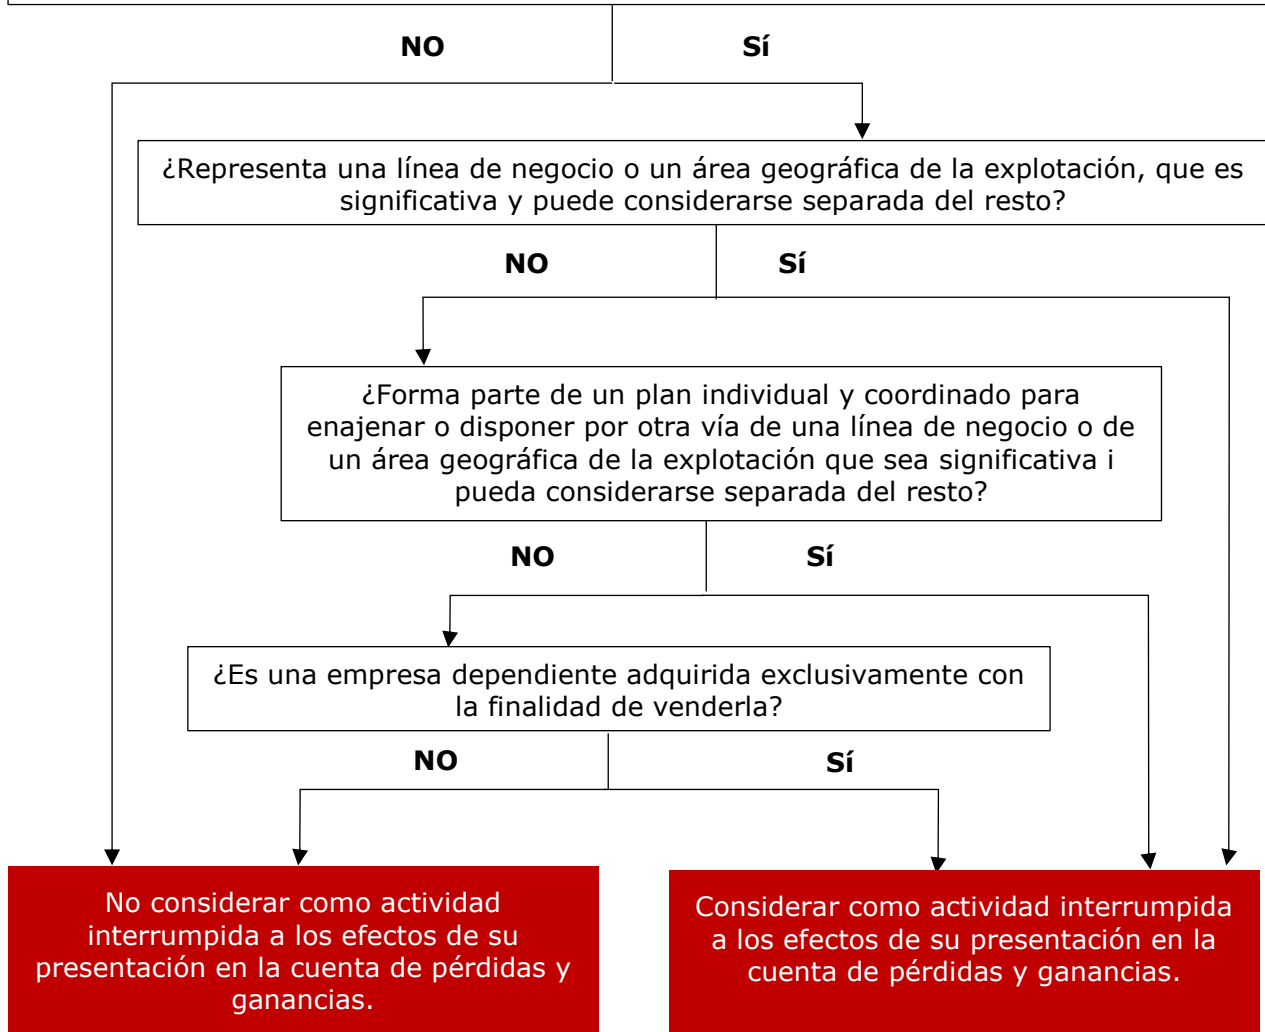 NO
Sí
¿Representa una línea de negocio o un área geográfica de la explotación, que es
significativa y puede considerarse separada del resto?
NO
Sí
¿Forma parte de un plan individual y coordinado para
enajenar o disponer por otra vía de una línea de negocio o de
un área geográfica de la explotación que sea significativa i
pueda considerarse separada del resto?
NO
Sí
¿Es una empresa dependiente adquirida exclusivamente con
la finalidad de venderla?
NO
Sí
No considerar como actividad
interrumpida a los efectos de su
presentación en la cuenta de pérdidas y
ganancias.
Considerar como actividad interrumpida
a los efectos de su presentación en la
cuenta de pérdidas y ganancias.